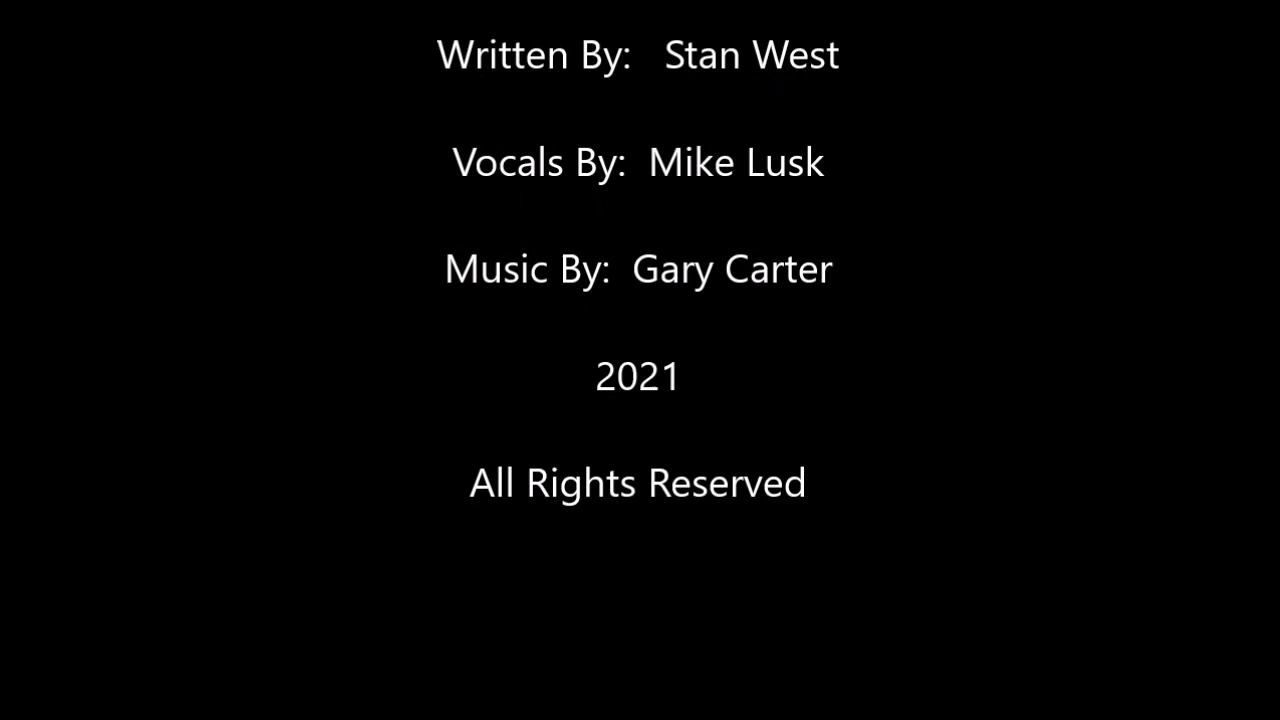 Written By:   Stan West
Vocals By:  Mike Lusk
Music By:  Gary Carter
2021
All Rights Reserved